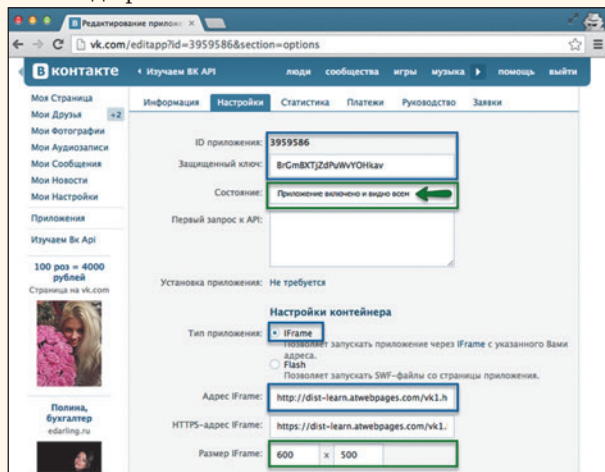 Редактирование прилож
vk.com/editapp?id=3959586&section=options
В контакте
Изучаем ВК API
люди сообщества игры музыка помощь выйти
Моя Страница
Мои Друзья +2
Мои Фотографии
Мои Аудиозаписи
Мои Сообщения
Мои Новости
Мои Настройки
Приложения
Изучаем Вк Api
100 роз = 4000
рублей
Страница на vk.com
Полина,
бухгалтер
edarling.ru
Информация Настройки Статистика Платежи Руководство Заявки
ID приложения: 3959586
Защищенный ключ: BrGmBXTjZdPuWvYOHkav
Состояние: Приложение включено и видно всем
Первый запрос к API:
Установка приложения: Не требуется
Настройки контейнера
Тип приложения: IFrame
Позволяет запускать приложение через IFrame с указанного Вами
адреса.
Flash
Позволяет запускать SWF-файлы со страницы приложения.
Адрес IFrame: http://dist-learn.atwebpages.com/vk1.h
HTTPS-адрес IFrame: https://dist-learn.atwebpages.com/vk1.
Размер IFrame: 600 x 500